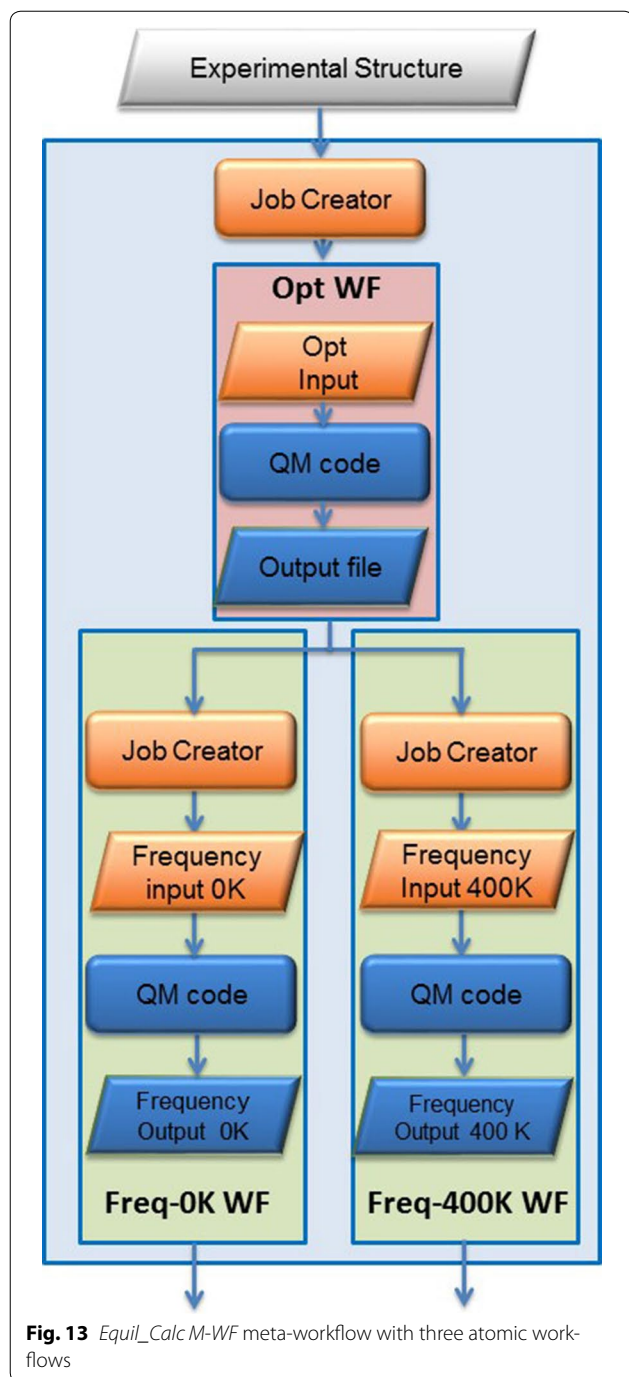 Experimental Structure
Job Creator
Opt WF
Opt
Input
QM code
Output file
Job Creator
Frequency
input 0K
QM code
Frequency
Output 0K
Freq-0K WF
Job Creator
Frequency
Input 400K
QM code
Frequency
Output 400 K
Freq-400K WF
Fig. 13 Equil_Calc M-WF meta-workflow with three atomic work-
flows